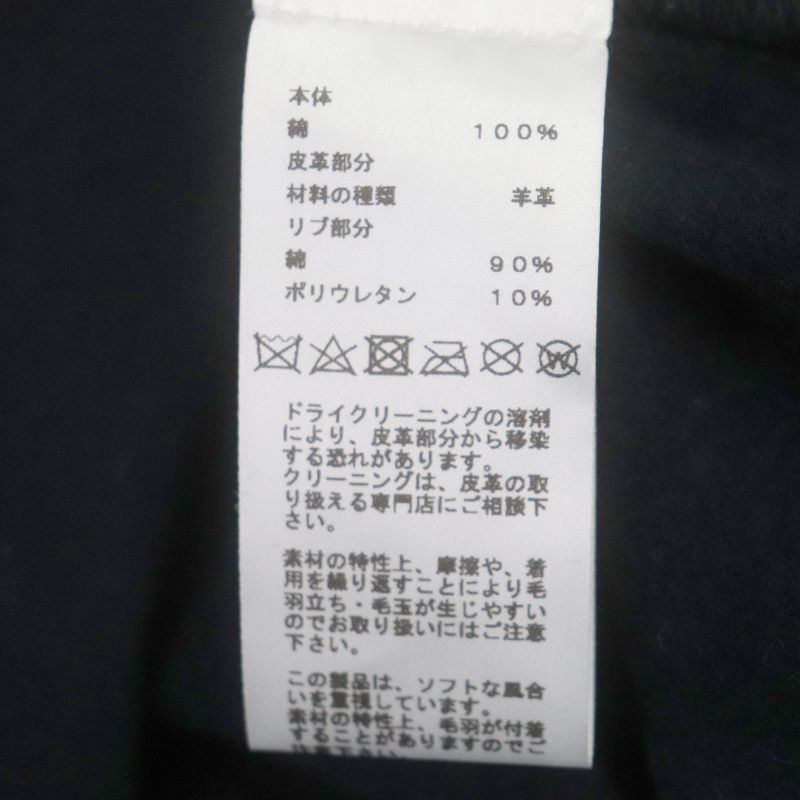 本体
綿 100%
皮革部分
材料の種類 羊革
リブ部分
綿 90%
ポリウレタン 10%
W
ドライクリーニングの溶剤
により、皮革部分から移染
する恐れがあります。
クリーニングは、皮革の取
り扱える専門店にご相談下
さい。
素材の特性上、摩擦や、着
用を繰り返すことにより毛
羽立ち・毛玉が生じやすい
のでお取り扱いにはご注意
下さい。
この製品は、ソフトな風合
いを重視しています。
素材の特性上、毛羽が付着
することがありますのでご
注意下さい